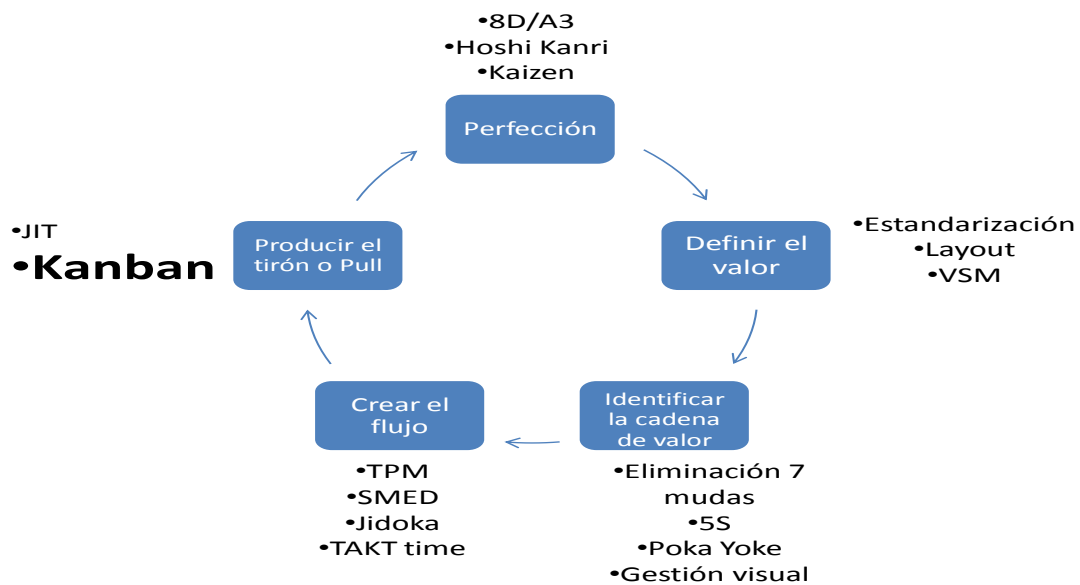 •8D/A3
•Hoshi Kanri
•Kaizen
Perfección
Definir el
valor
•Estandarización
•Layout
•VSM
Identificar
la cadena
de valor
•Eliminación 7
mudas
•5S
•Poka Yoke
•Gestión visual
Crear el
flujo
•TPM
•SMED
•Jidoka
•TAKT time
Producir el
tirón o Pull
•JIT
•Kanban